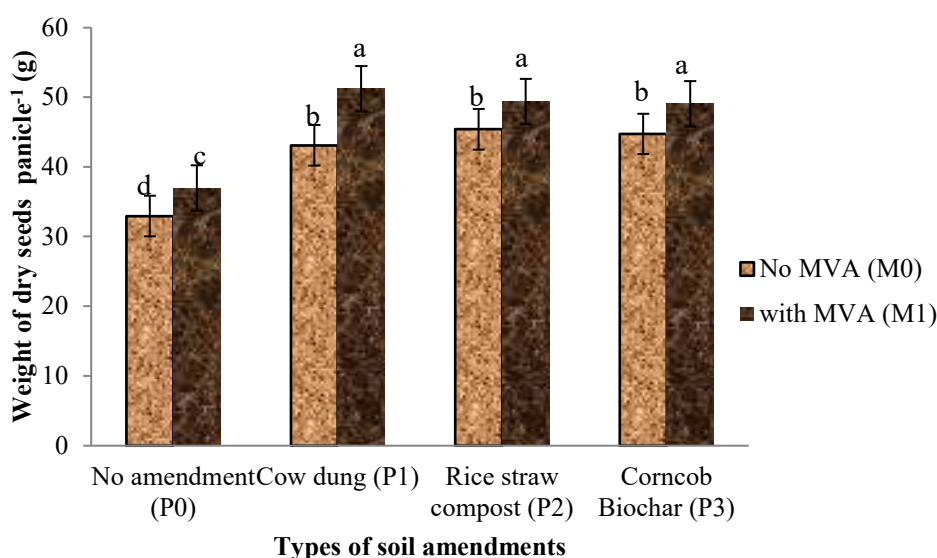 Weight of dry seeds panicle⁻¹ (g)
60
50
40
30
20
10
0
d
c
b
a
b
a
b
a
No MVA (M0)
with MVA (M1)
No amendment
(P0)
Cow dung (P1)
Rice straw
compost (P2)
Corncob
Biochar (P3)
Types of soil amendments